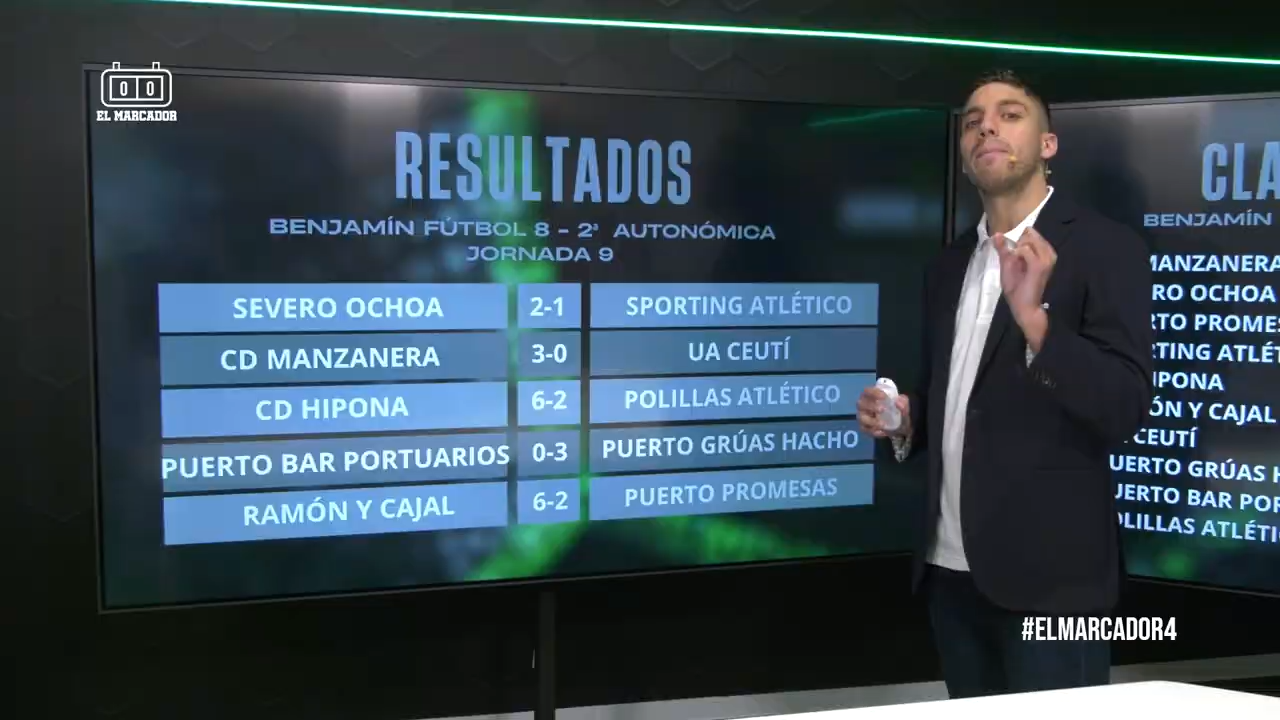 00
EL MARCADOR
RESULTADOS
BENJAMÍN FÚTBOL 8 - 2ª AUTONÓMICA
JORNADA 9
SEVERO OCHOA 2-1 SPORTING ATLÉTICO
CD MANZANERA 3-0 UA CEUTÍ
CD HIPONA 6-2 POLILLAS ATLÉTICO
PUERTO BAR PORTUARIOS 0-3 PUERTO GRÚAS HACHO
RAMÓN Y CAJAL 6-2 PUERTO PROMESAS
CLA
BENJAMÍN
MANZANERA
RO OCHOA
RTO PROMES
RTING ATLÉT
IPONA
ÓN Y CAJAL
CEUTÍ
UERTO GRÚAS H
UERTO BAR POR
OLILLAS ATLÉTI
#ELMARCADOR4